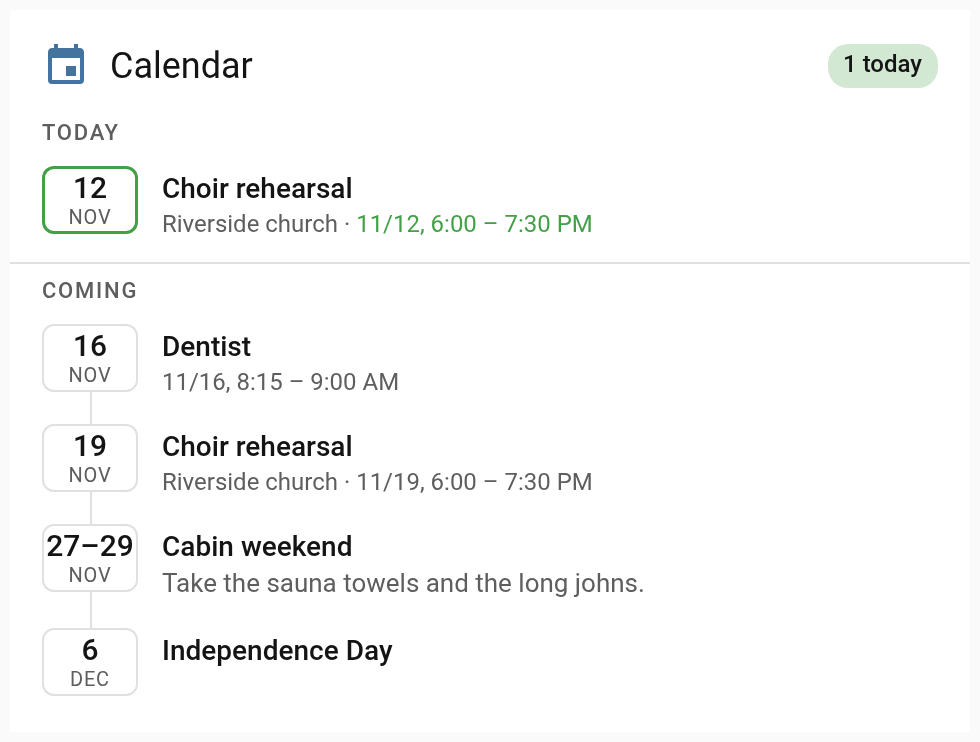 Calendar
1 today
TODAY
12
NOV
Choir rehearsal
Riverside church · 11/12, 6:00 – 7:30 PM
COMING
16
NOV
Dentist
11/16, 8:15 – 9:00 AM
19
NOV
Choir rehearsal
Riverside church · 11/19, 6:00 – 7:30 PM
27–29
NOV
Cabin weekend
Take the sauna towels and the long johns.
6
DEC
Independence Day